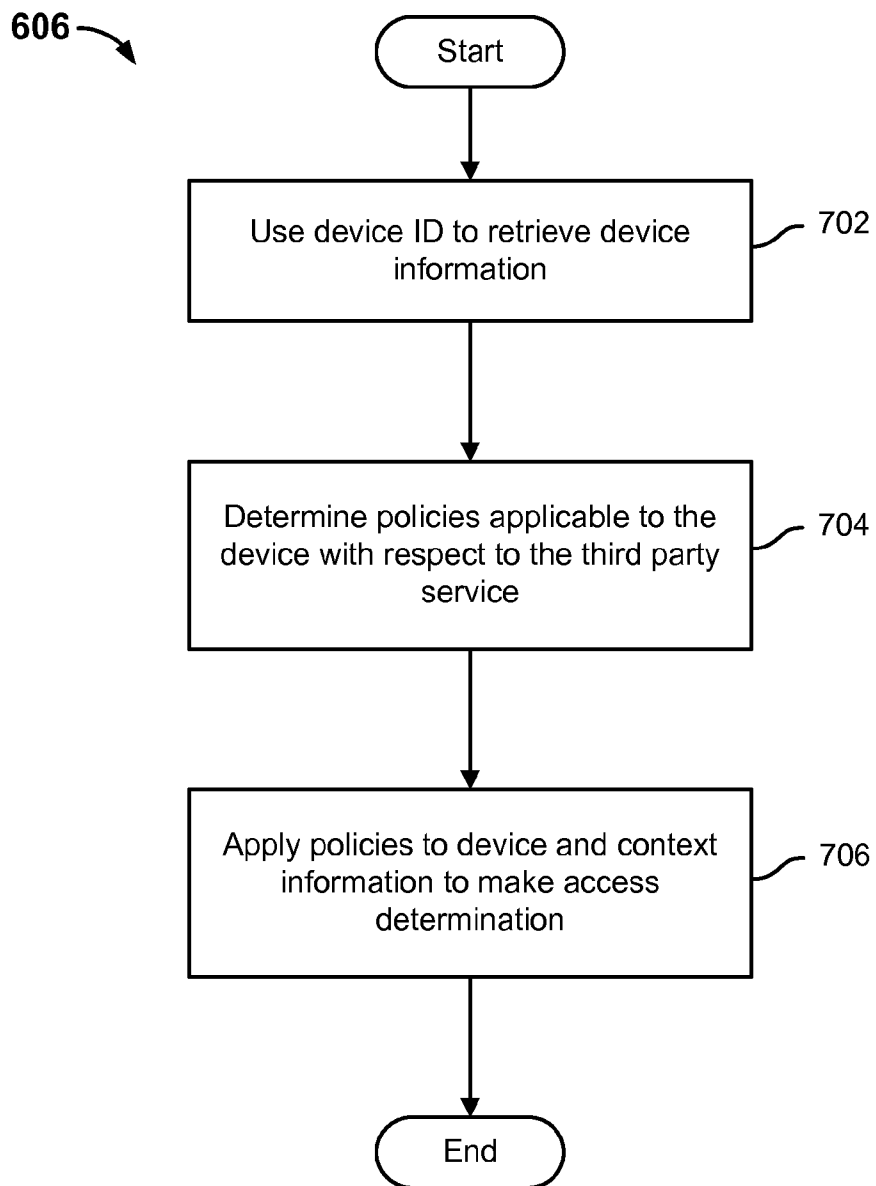 606
Start
Use device ID to retrieve device
information
702
Determine policies applicable to the
device with respect to the third party
service
704
Apply policies to device and context
information to make access
determination
706
End